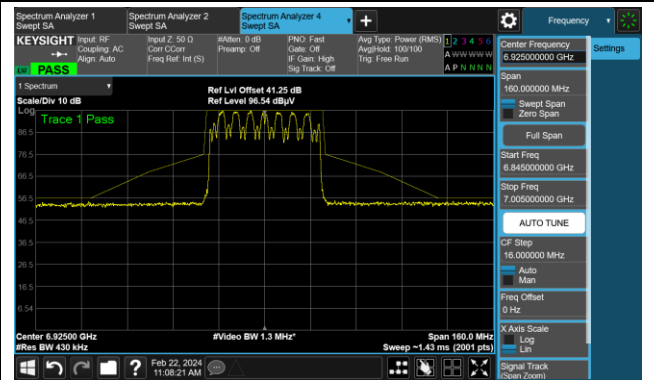 Spectrum Analyzer 1
Swept SA
Spectrum Analyzer 2
Swept SA
Spectrum Analyzer 4
Swept SA
Frequency
KEYSIGHT
Input: RF
Coupling: AC
Align: Auto
Input Z: 50 Ω
Corr CCorr
Freq Ref: Int (S)
#Atten: 0 dB
Preamp: Off
PNO: Fast
Gate: Off
IF Gain: High
Sig Track: Off
Avg Type: Power (RMS)
Avg|Hold: 100/100
Trig: Free Run
1 2 3 4 5 6
A W W W W W
A P N N N N
LXI
PASS
1 Spectrum
Scale/Div 10 dB
Log
Ref Lvl Offset 41.25 dB
Ref Level 96.54 dBµV
Trace 1 Pass
86.5
76.5
66.5
56.5
46.5
36.5
26.5
16.5
6.54
Center 6.92500 GHz
#Res BW 430 kHz
#Video BW 1.3 MHz*
Span 160.0 MHz
Sweep ~1.43 ms (2001 pts)
Feb 22, 2024
11:08:21 AM
Center Frequency
6.925000000 GHz
Settings
Span
160.000000 MHz
Swept Span
Zero Span
Full Span
Start Freq
6.845000000 GHz
Stop Freq
7.005000000 GHz
AUTO TUNE
CF Step
16.000000 MHz
Auto
Man
Freq Offset
0 Hz
X Axis Scale
Log
Lin
Signal Track
(Span Zoom)